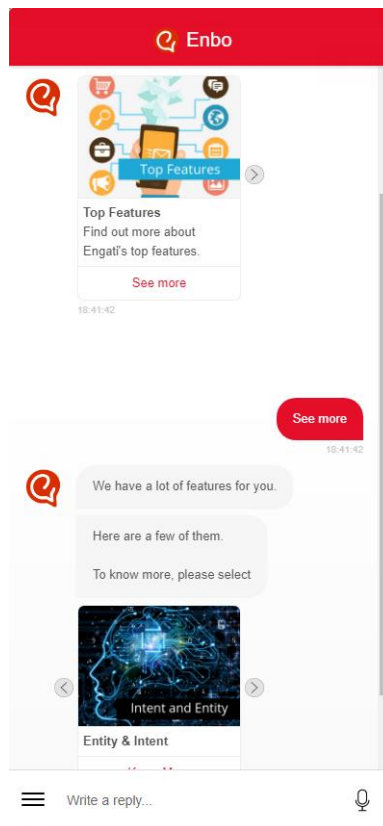 Enbo
Top Features
Top Features
Find out more about
Engati's top features.
See more
18:41:42
See more
18:41:42
We have a lot of features for you.
Here are a few of them.
To know more, please select
Intent and Entity
Entity & Intent
Write a reply...